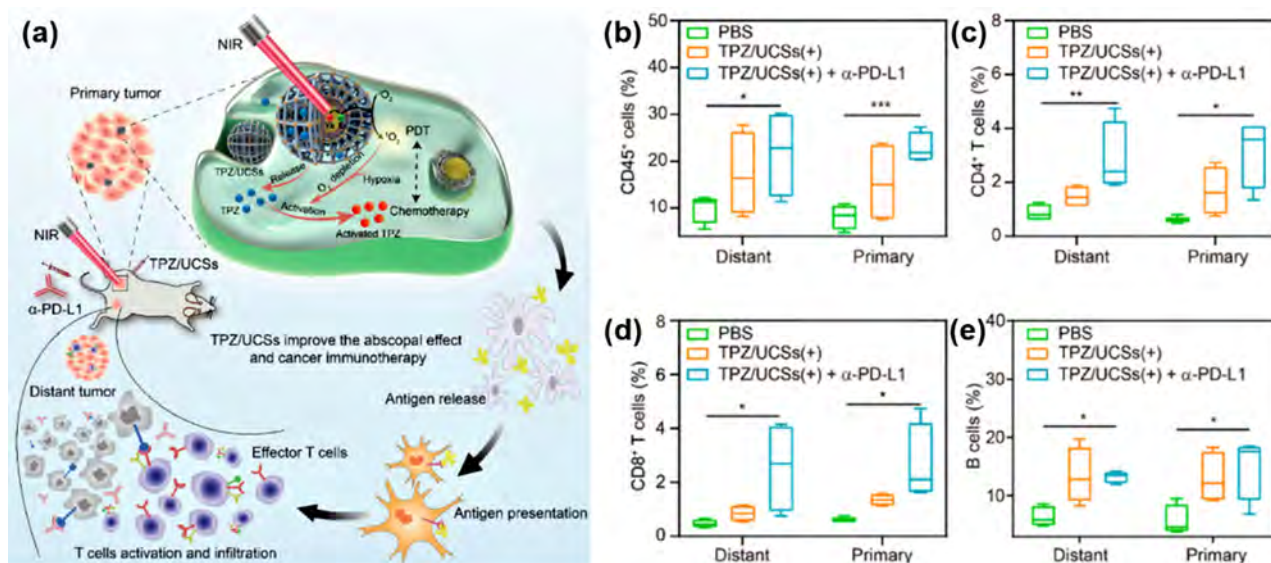 (a)
NIR
Primary tumor
O₂
¹O₂
PDT
TPZ/UCSs
Release
O₂ depletion
Hypoxia
TPZ
Activation
Chemotherapy
Activated TPZ
NIR
TPZ/UCSs
α-PD-L1
TPZ/UCSs improve the abscopal effect
and cancer immunotherapy
Distant tumor
Antigen release
Effector T cells
Antigen presentation
T cells activation and infiltration
(b)
50
40
30
20
10
CD45⁺ cells (%)
PBS
TPZ/UCSs(+)
TPZ/UCSs(+) + α-PD-L1
*
***
Distant
Primary
(c)
8
6
4
2
0
CD4⁺ T cells (%)
PBS
TPZ/UCSs(+)
TPZ/UCSs(+) + α-PD-L1
**
*
Distant
Primary
(d)
8
6
4
2
0
CD8⁺ T cells (%)
PBS
TPZ/UCSs(+)
TPZ/UCSs(+) + α-PD-L1
*
*
Distant
Primary
(e)
40
30
20
10
B cells (%)
PBS
TPZ/UCSs(+)
TPZ/UCSs(+) + α-PD-L1
*
*
Distant
Primary